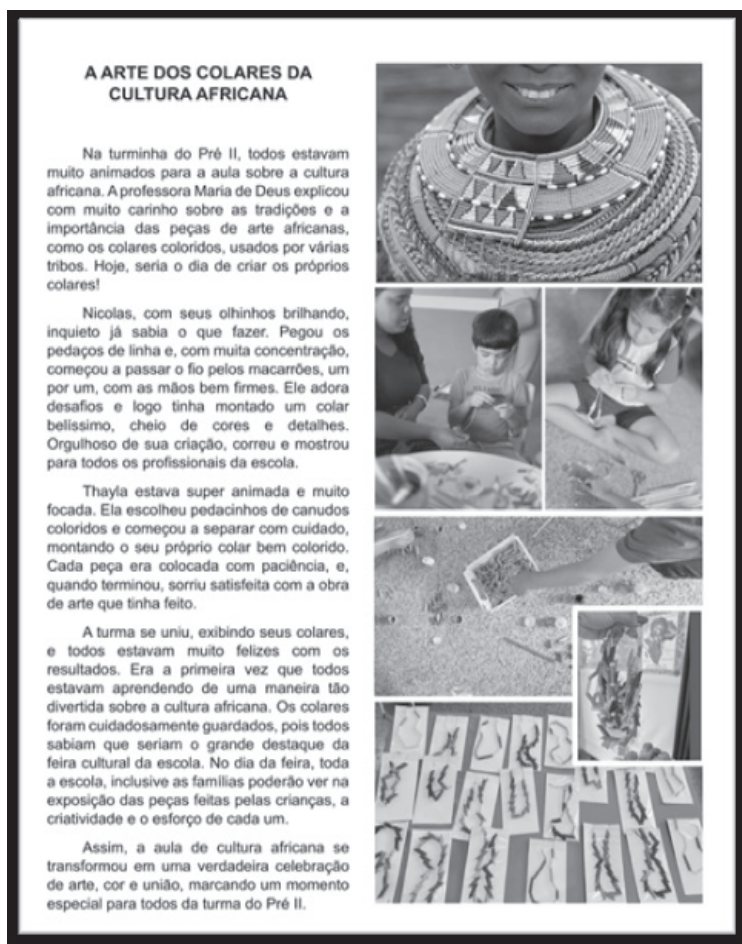 A ARTE DOS COLARES DA
CULTURA AFRICANA
Na turminha do Pré II, todos estavam
muito animados para a aula sobre a cultura
africana. A professora Maria de Deus explicou
com muito carinho sobre as tradições e a
importância das peças de arte africanas,
como os colares coloridos, usados por várias
tribos. Hoje, seria o dia de criar os próprios
colares!
Nicolas, com seus olhinhos brilhando,
inquieto já sabia o que fazer. Pegou os
pedaços de linha e, com muita concentração,
começou a passar o fio pelos macarrões, um
por um, com as mãos bem firmes. Ele adora
desafios e logo tinha montado um colar
belíssimo, cheio de cores e detalhes.
Orgulhoso de sua criação, correu e mostrou
para todos os profissionais da escola.
Thayla estava super animada e muito
focada. Ela escolheu pedacinhos de canudos
coloridos e começou a separar com cuidado,
montando o seu próprio colar bem colorido.
Cada peça era colocada com paciência, e,
quando terminou, sorriu satisfeita com a obra
de arte que tinha feito.
A turma se uniu, exibindo seus colares,
e todos estavam muito felizes com os
resultados. Era a primeira vez que todos
estavam aprendendo de uma maneira tão
divertida sobre a cultura africana. Os colares
foram cuidadosamente guardados, pois todos
sabiam que seriam o grande destaque da
feira cultural da escola. No dia da feira, toda
a escola, inclusive as famílias poderão ver na
exposição das peças feitas pelas crianças, a
criatividade e o esforço de cada um.
Assim, a aula de cultura africana se
transformou em uma verdadeira celebração
de arte, cor e união, marcando um momento
especial para todos da turma do Pré II.